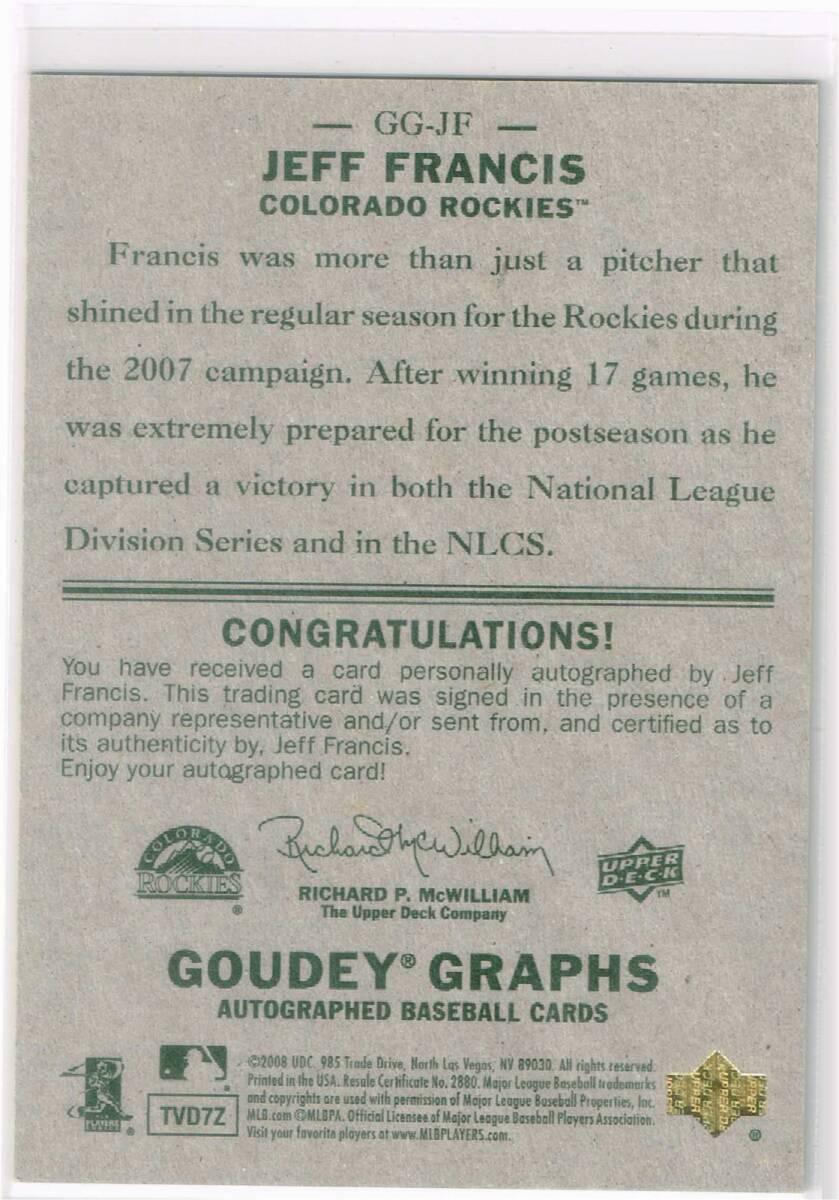 — GG-JF —
JEFF FRANCIS
COLORADO ROCKIES™
Francis was more than just a pitcher that
shined in the regular season for the Rockies during
the 2007 campaign. After winning 17 games, he
was extremely prepared for the postseason as he
captured a victory in both the National League
Division Series and in the NLCS.
CONGRATULATIONS!
You have received a card personally autographed by Jeff
Francis. This trading card was signed in the presence of a
company representative and/or sent from, and certified as to
its authenticity by, Jeff Francis.
Enjoy your autographed card!
COLORADO
ROCKIES
®
Richard P McWilliam
RICHARD P. McWILLIAM
The Upper Deck Company
UPPER
D·E·C·K
™
GOUDEY® GRAPHS
AUTOGRAPHED BASEBALL CARDS
TVD7Z
©2008 UDC. 985 Trade Drive, North Las Vegas, NV 89030. All rights reserved.
Printed in the USA. Resale Certificate No. 2880. Major League Baseball trademarks
and copyrights are used with permission of Major League Baseball Properties, Inc.
MLB.com ©MLBPA. Official Licensee of Major League Baseball Players Association.
Visit your favorite players at www.MLBPLAYERS.com.
®